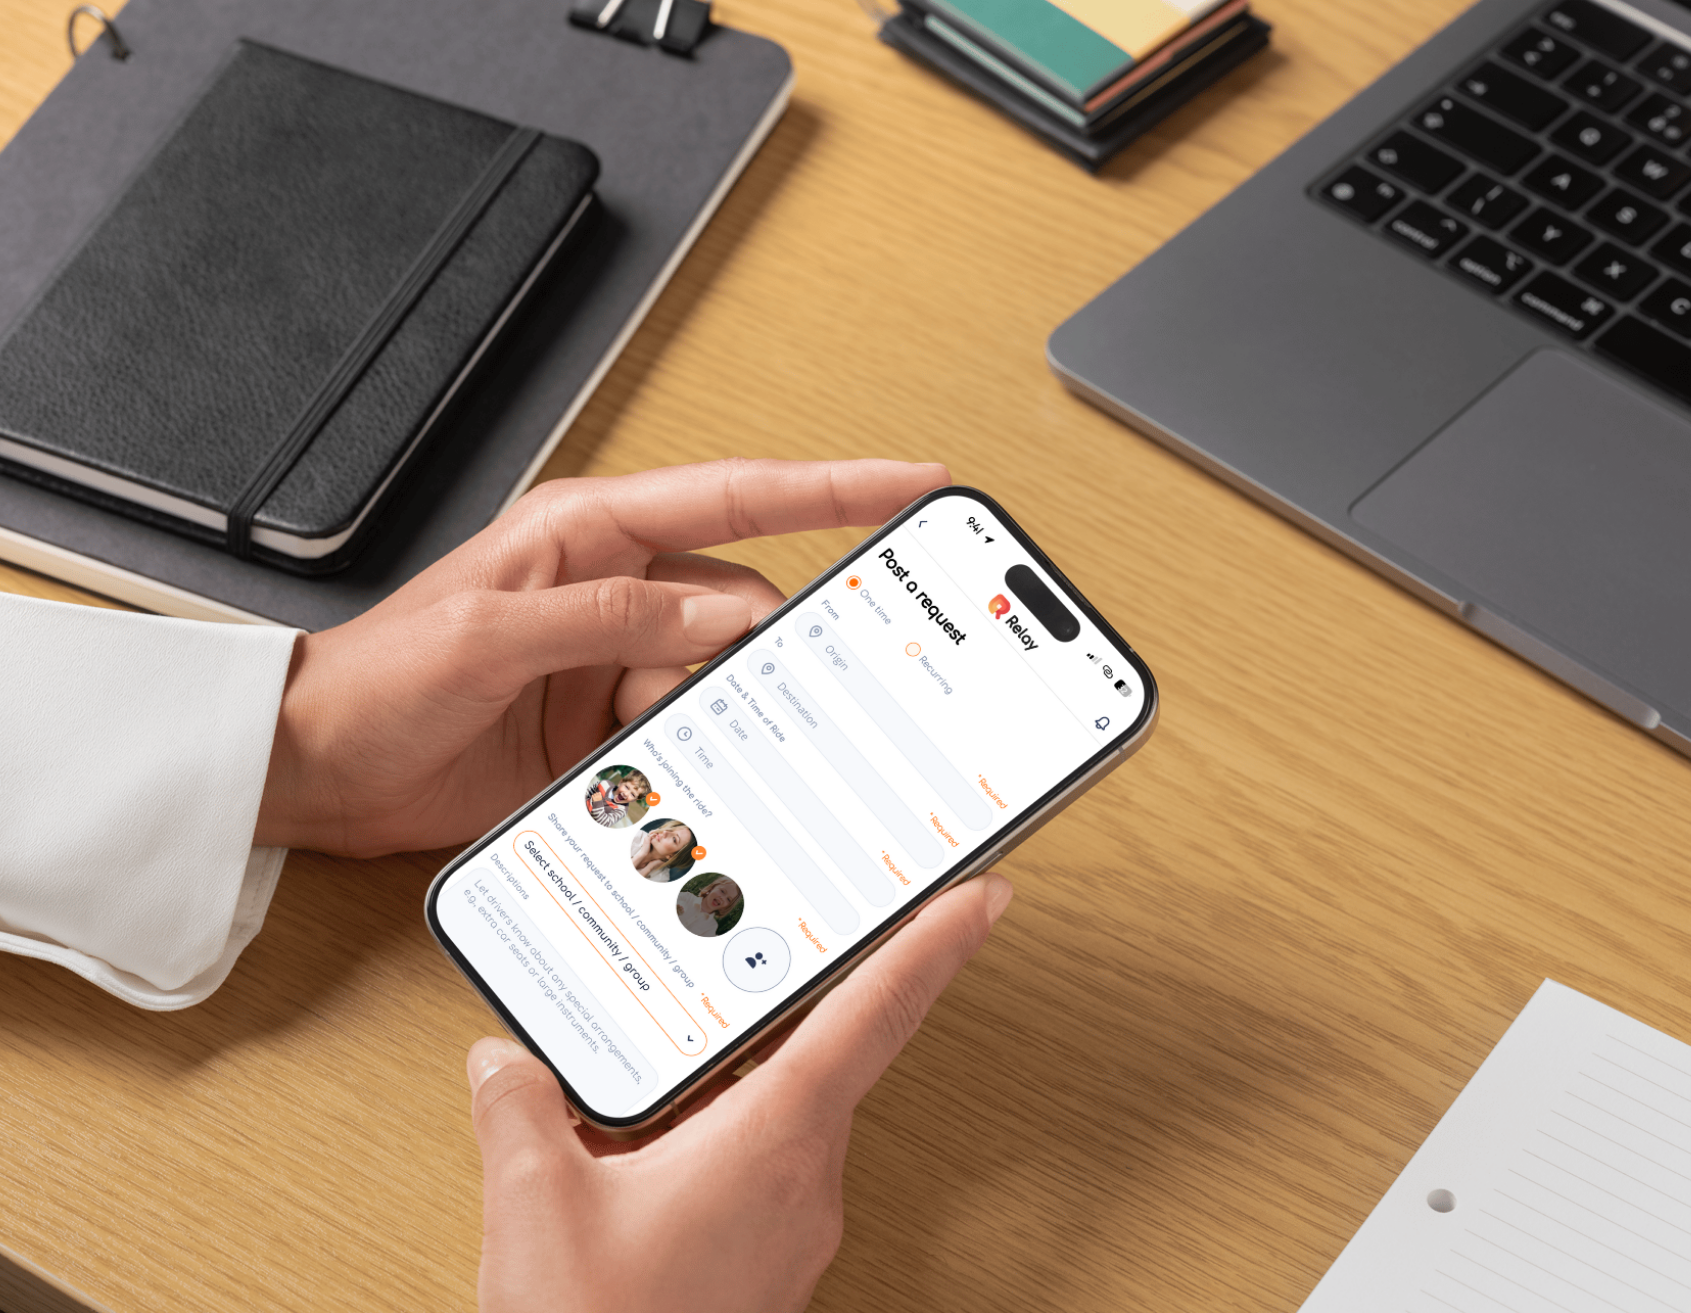 9:41
Relay
Post a request
One time
Recurring
From
* Required
Origin
To
* Required
Destination
Date & Time of Ride
* Required
Date
Time
Who's joining the ride?
* Required
Share your request to school / community / group
* Required
Select school / community / group
Descriptions
Let drivers know about any special arrangements,
e.g., extra car seats or large instruments.
Q
W
A
S
Y
X
C
control
option
command